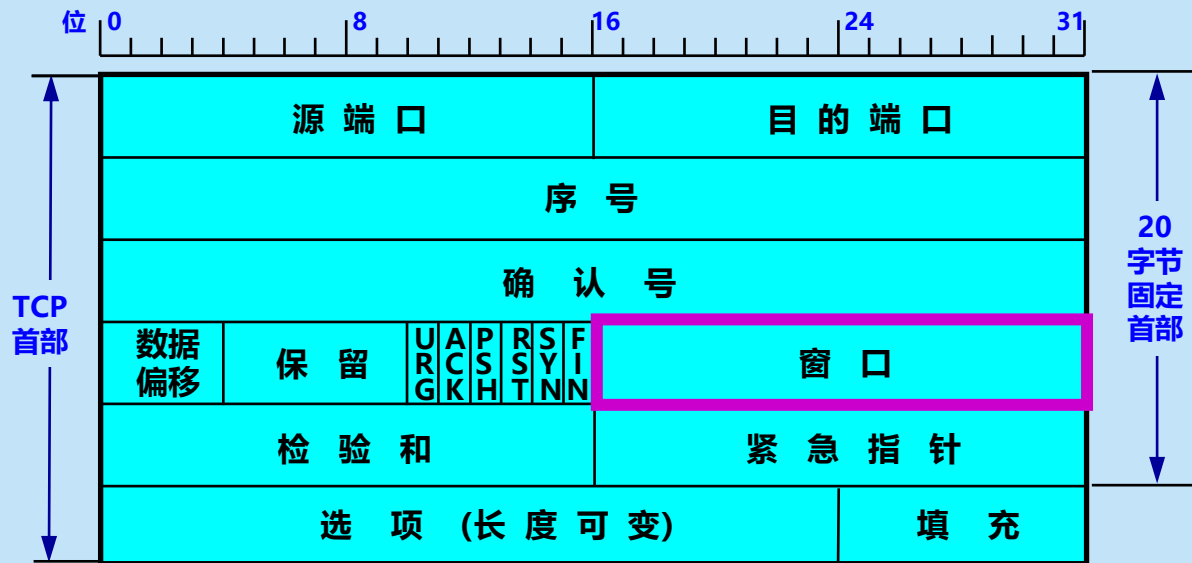 位 0 8 16 24 31
源 端 口 目 的 端 口
序 号
确 认 号
TCP
首部
20
字节
固定
首部
数据
偏移
保 留
URG
ACK
PSH
RST
SYN
FIN
窗 口
检 验 和 紧 急 指 针
选 项 (长 度 可 变) 填 充